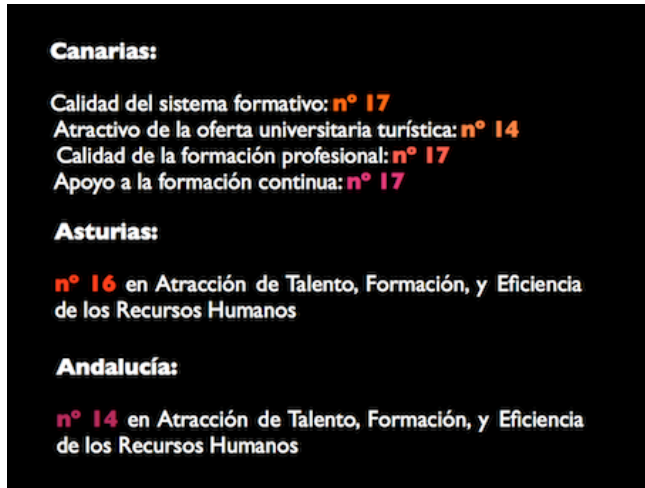 Canarias:
Calidad del sistema formativo: nº 17
Atractivo de la oferta universitaria turística: nº 14
Calidad de la formación profesional: nº 17
Apoyo a la formación continua: nº 17
Asturias:
nº 16 en Atracción de Talento, Formación, y Eficiencia
de los Recursos Humanos
Andalucía:
nº 14 en Atracción de Talento, Formación, y Eficiencia
de los Recursos Humanos